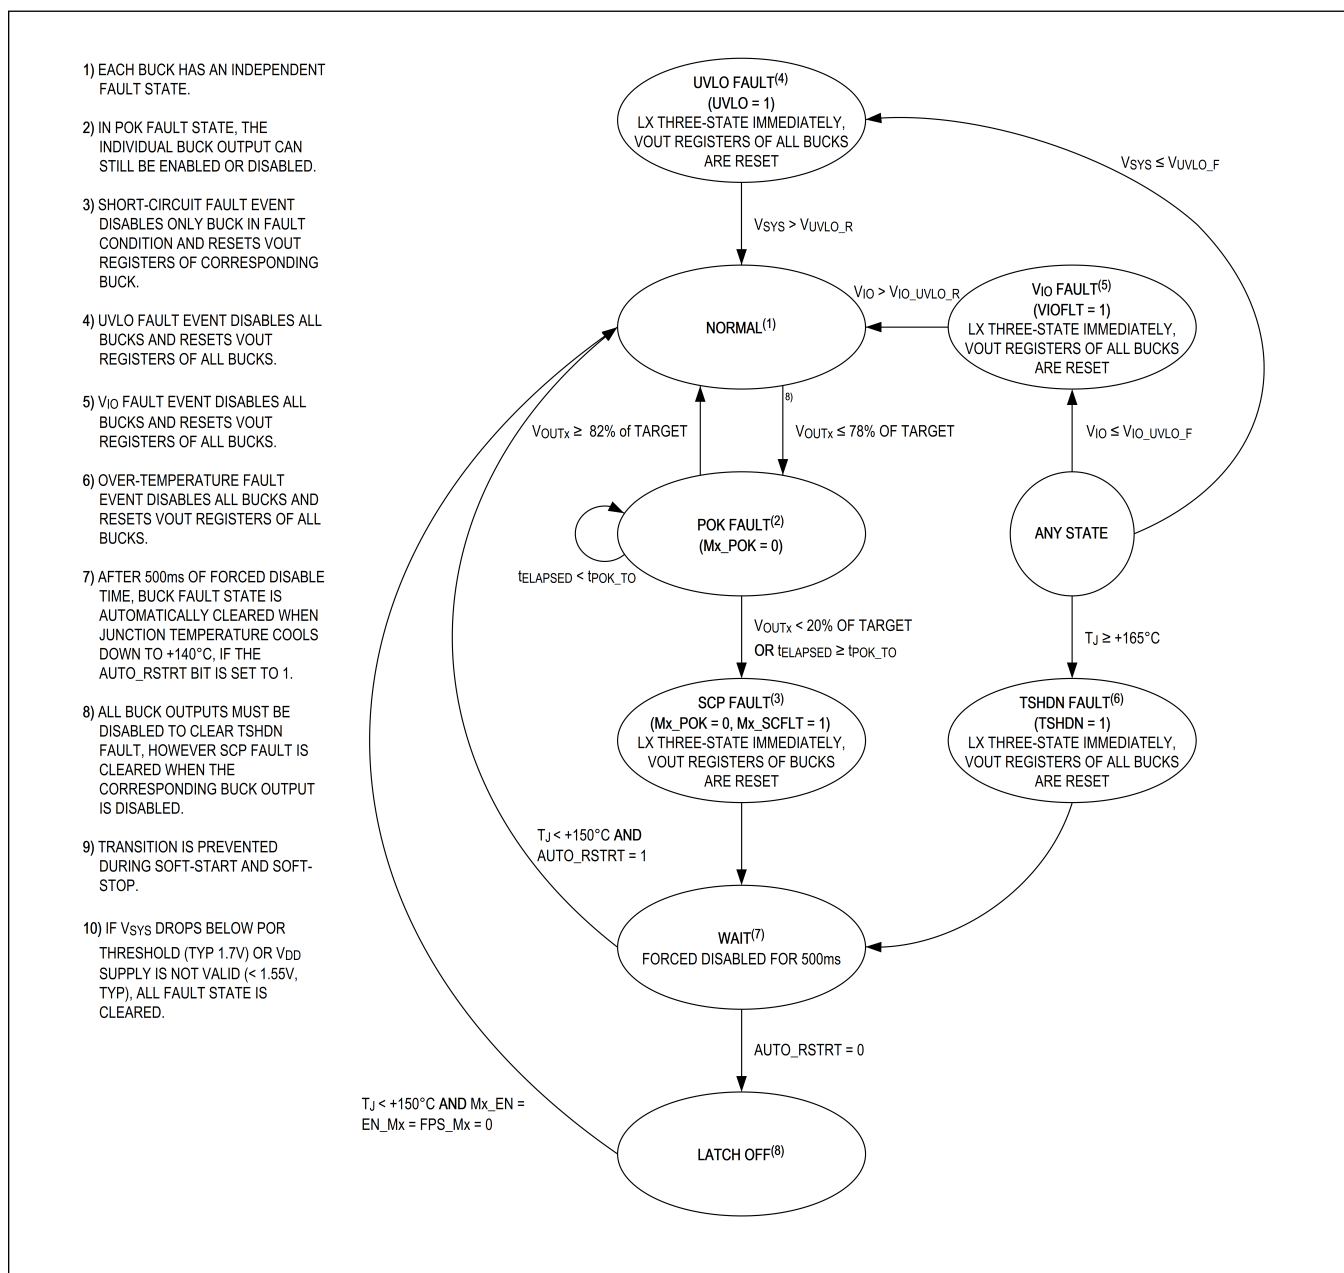 1) EACH BUCK HAS AN INDEPENDENT
FAULT STATE.
2) IN POK FAULT STATE, THE
INDIVIDUAL BUCK OUTPUT CAN
STILL BE ENABLED OR DISABLED.
3) SHORT-CIRCUIT FAULT EVENT
DISABLES ONLY BUCK IN FAULT
CONDITION AND RESETS VOUT
REGISTERS OF CORRESPONDING
BUCK.
4) UVLO FAULT EVENT DISABLES ALL
BUCKS AND RESETS VOUT
REGISTERS OF ALL BUCKS.
5) VIO FAULT EVENT DISABLES ALL
BUCKS AND RESETS VOUT
REGISTERS OF ALL BUCKS.
6) OVER-TEMPERATURE FAULT
EVENT DISABLES ALL BUCKS AND
RESETS VOUT REGISTERS OF ALL
BUCKS.
7) AFTER 500ms OF FORCED DISABLE
TIME, BUCK FAULT STATE IS
AUTOMATICALLY CLEARED WHEN
JUNCTION TEMPERATURE COOLS
DOWN TO +140°C, IF THE
AUTO_RSTRT BIT IS SET TO 1.
8) ALL BUCK OUTPUTS MUST BE
DISABLED TO CLEAR TSHDN
FAULT, HOWEVER SCP FAULT IS
CLEARED WHEN THE
CORRESPONDING BUCK OUTPUT
IS DISABLED.
9) TRANSITION IS PREVENTED
DURING SOFT-START AND SOFT-
STOP.
10) IF VSYS DROPS BELOW POR
THRESHOLD (TYP 1.7V) OR VDD
SUPPLY IS NOT VALID (< 1.55V,
TYP), ALL FAULT STATE IS
CLEARED.
UVLO FAULT(4)
(UVLO = 1)
LX THREE-STATE IMMEDIATELY,
VOUT REGISTERS OF ALL BUCKS
ARE RESET
VSYS ≤ VUVLO_F
VSYS > VUVLO_R
NORMAL(1)
VIO > VIO_UVLO_R
VIO FAULT(5)
(VIOFLT = 1)
LX THREE-STATE IMMEDIATELY,
VOUT REGISTERS OF ALL BUCKS
ARE RESET
8)
VOUTx ≥ 82% of TARGET
VOUTx ≤ 78% OF TARGET
VIO ≤ VIO_UVLO_F
POK FAULT(2)
(Mx_POK = 0)
ANY STATE
tELAPSED < tPOK_TO
VOUTx < 20% OF TARGET
OR tELAPSED ≥ tPOK_TO
TJ ≥ +165°C
SCP FAULT(3)
(Mx_POK = 0, Mx_SCFLT = 1)
LX THREE-STATE IMMEDIATELY,
VOUT REGISTERS OF BUCKS
ARE RESET
TSHDN FAULT(6)
(TSHDN = 1)
LX THREE-STATE IMMEDIATELY,
VOUT REGISTERS OF ALL BUCKS
ARE RESET
TJ < +150°C AND
AUTO_RSTRT = 1
WAIT(7)
FORCED DISABLED FOR 500ms
AUTO_RSTRT = 0
TJ < +150°C AND Mx_EN =
EN_Mx = FPS_Mx = 0
LATCH OFF(8)